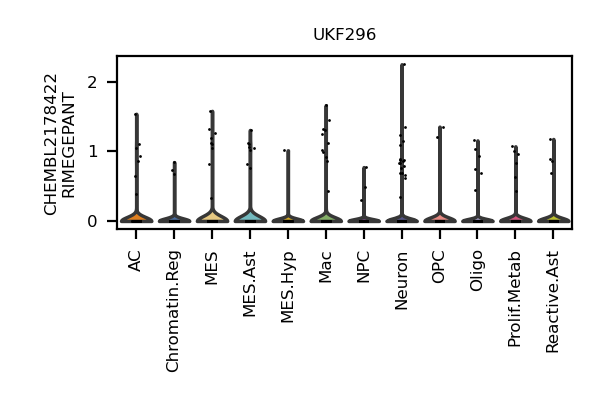 UKF296
CHEMBL2178422
RIMEGEPANT
2
1
0
AC
Chromatin.Reg
MES
MES.Ast
MES.Hyp
Mac
NPC
Neuron
OPC
Oligo
Prolif.Metab
Reactive.Ast